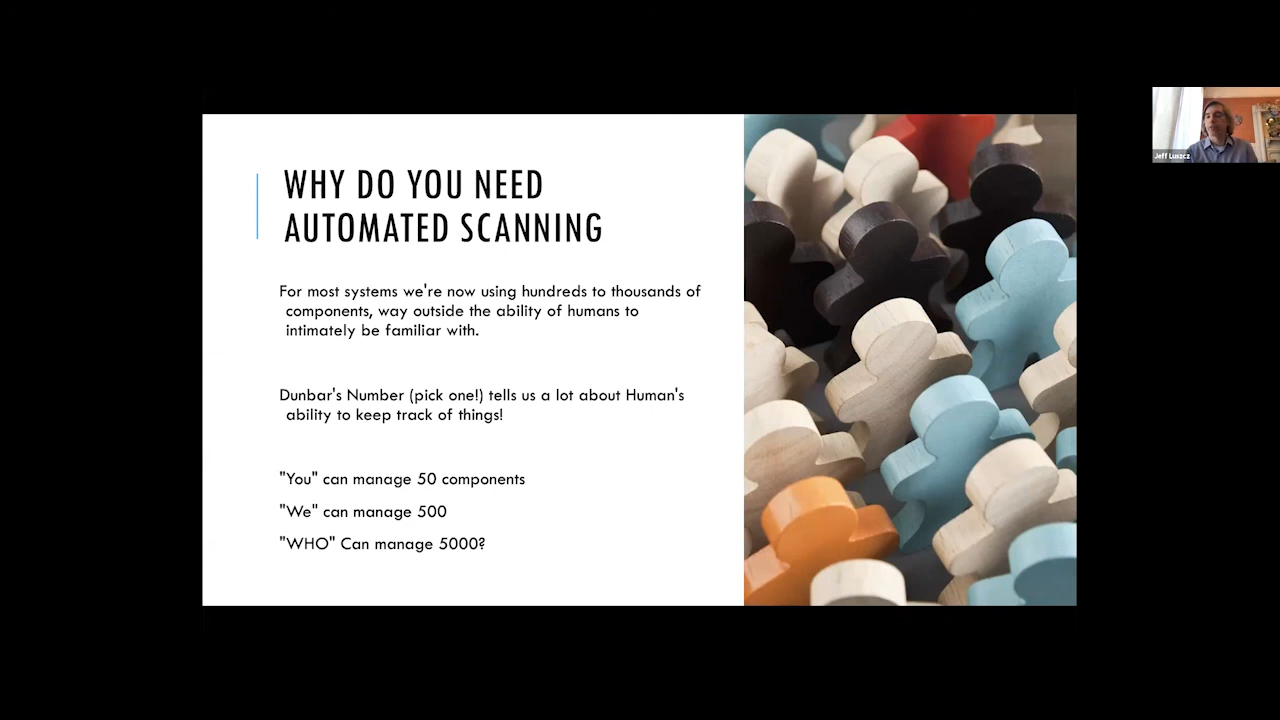 WHY DO YOU NEED
AUTOMATED SCANNING
For most systems we're now using hundreds to thousands of
components, way outside the ability of humans to
intimately be familiar with.
Dunbar's Number (pick one!) tells us a lot about Human's
ability to keep track of things!
"You" can manage 50 components
"We" can manage 500
"WHO" Can manage 5000?
Jeff Luszcz